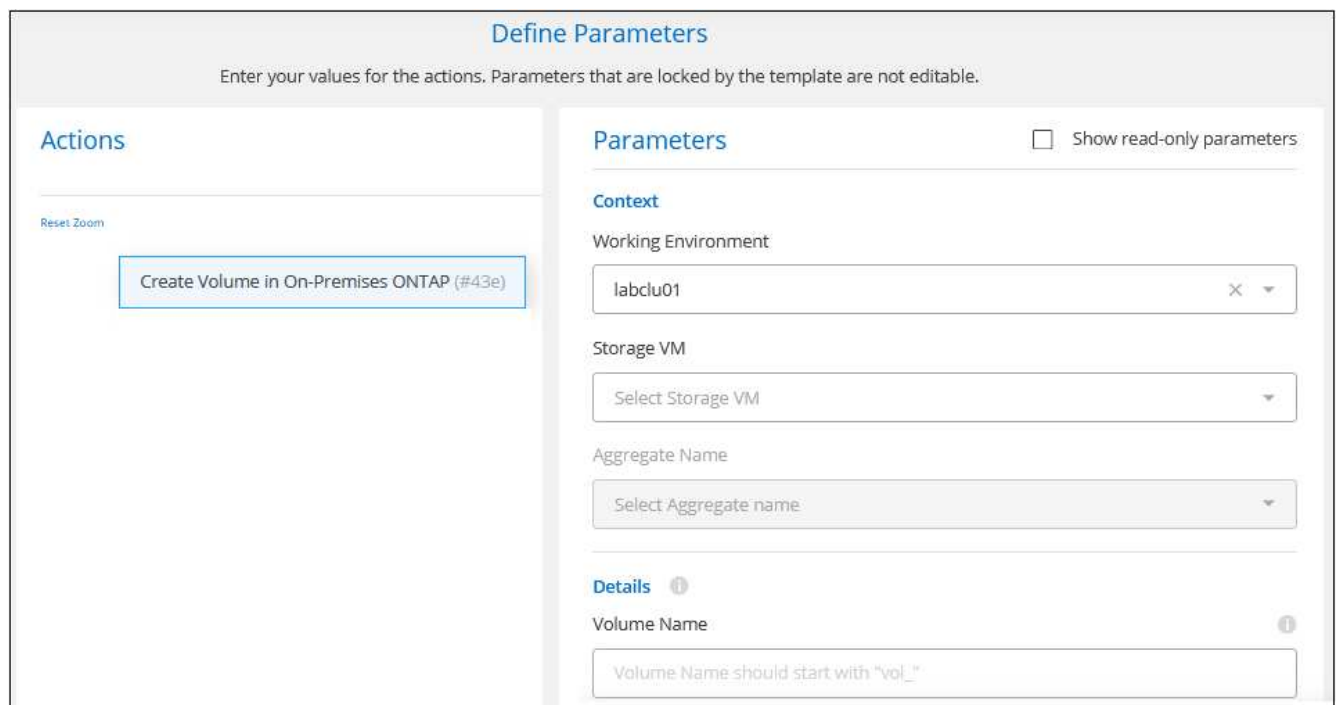 Define Parameters
Enter your values for the actions. Parameters that are locked by the template are not editable.
Actions
Reset Zoom
Create Volume in On-Premises ONTAP (#43e)
Parameters
Show read-only parameters
Context
Working Environment
labclu01
Storage VM
Select Storage VM
Aggregate Name
Select Aggregate name
Details
Volume Name
Volume Name should start with "vol_"